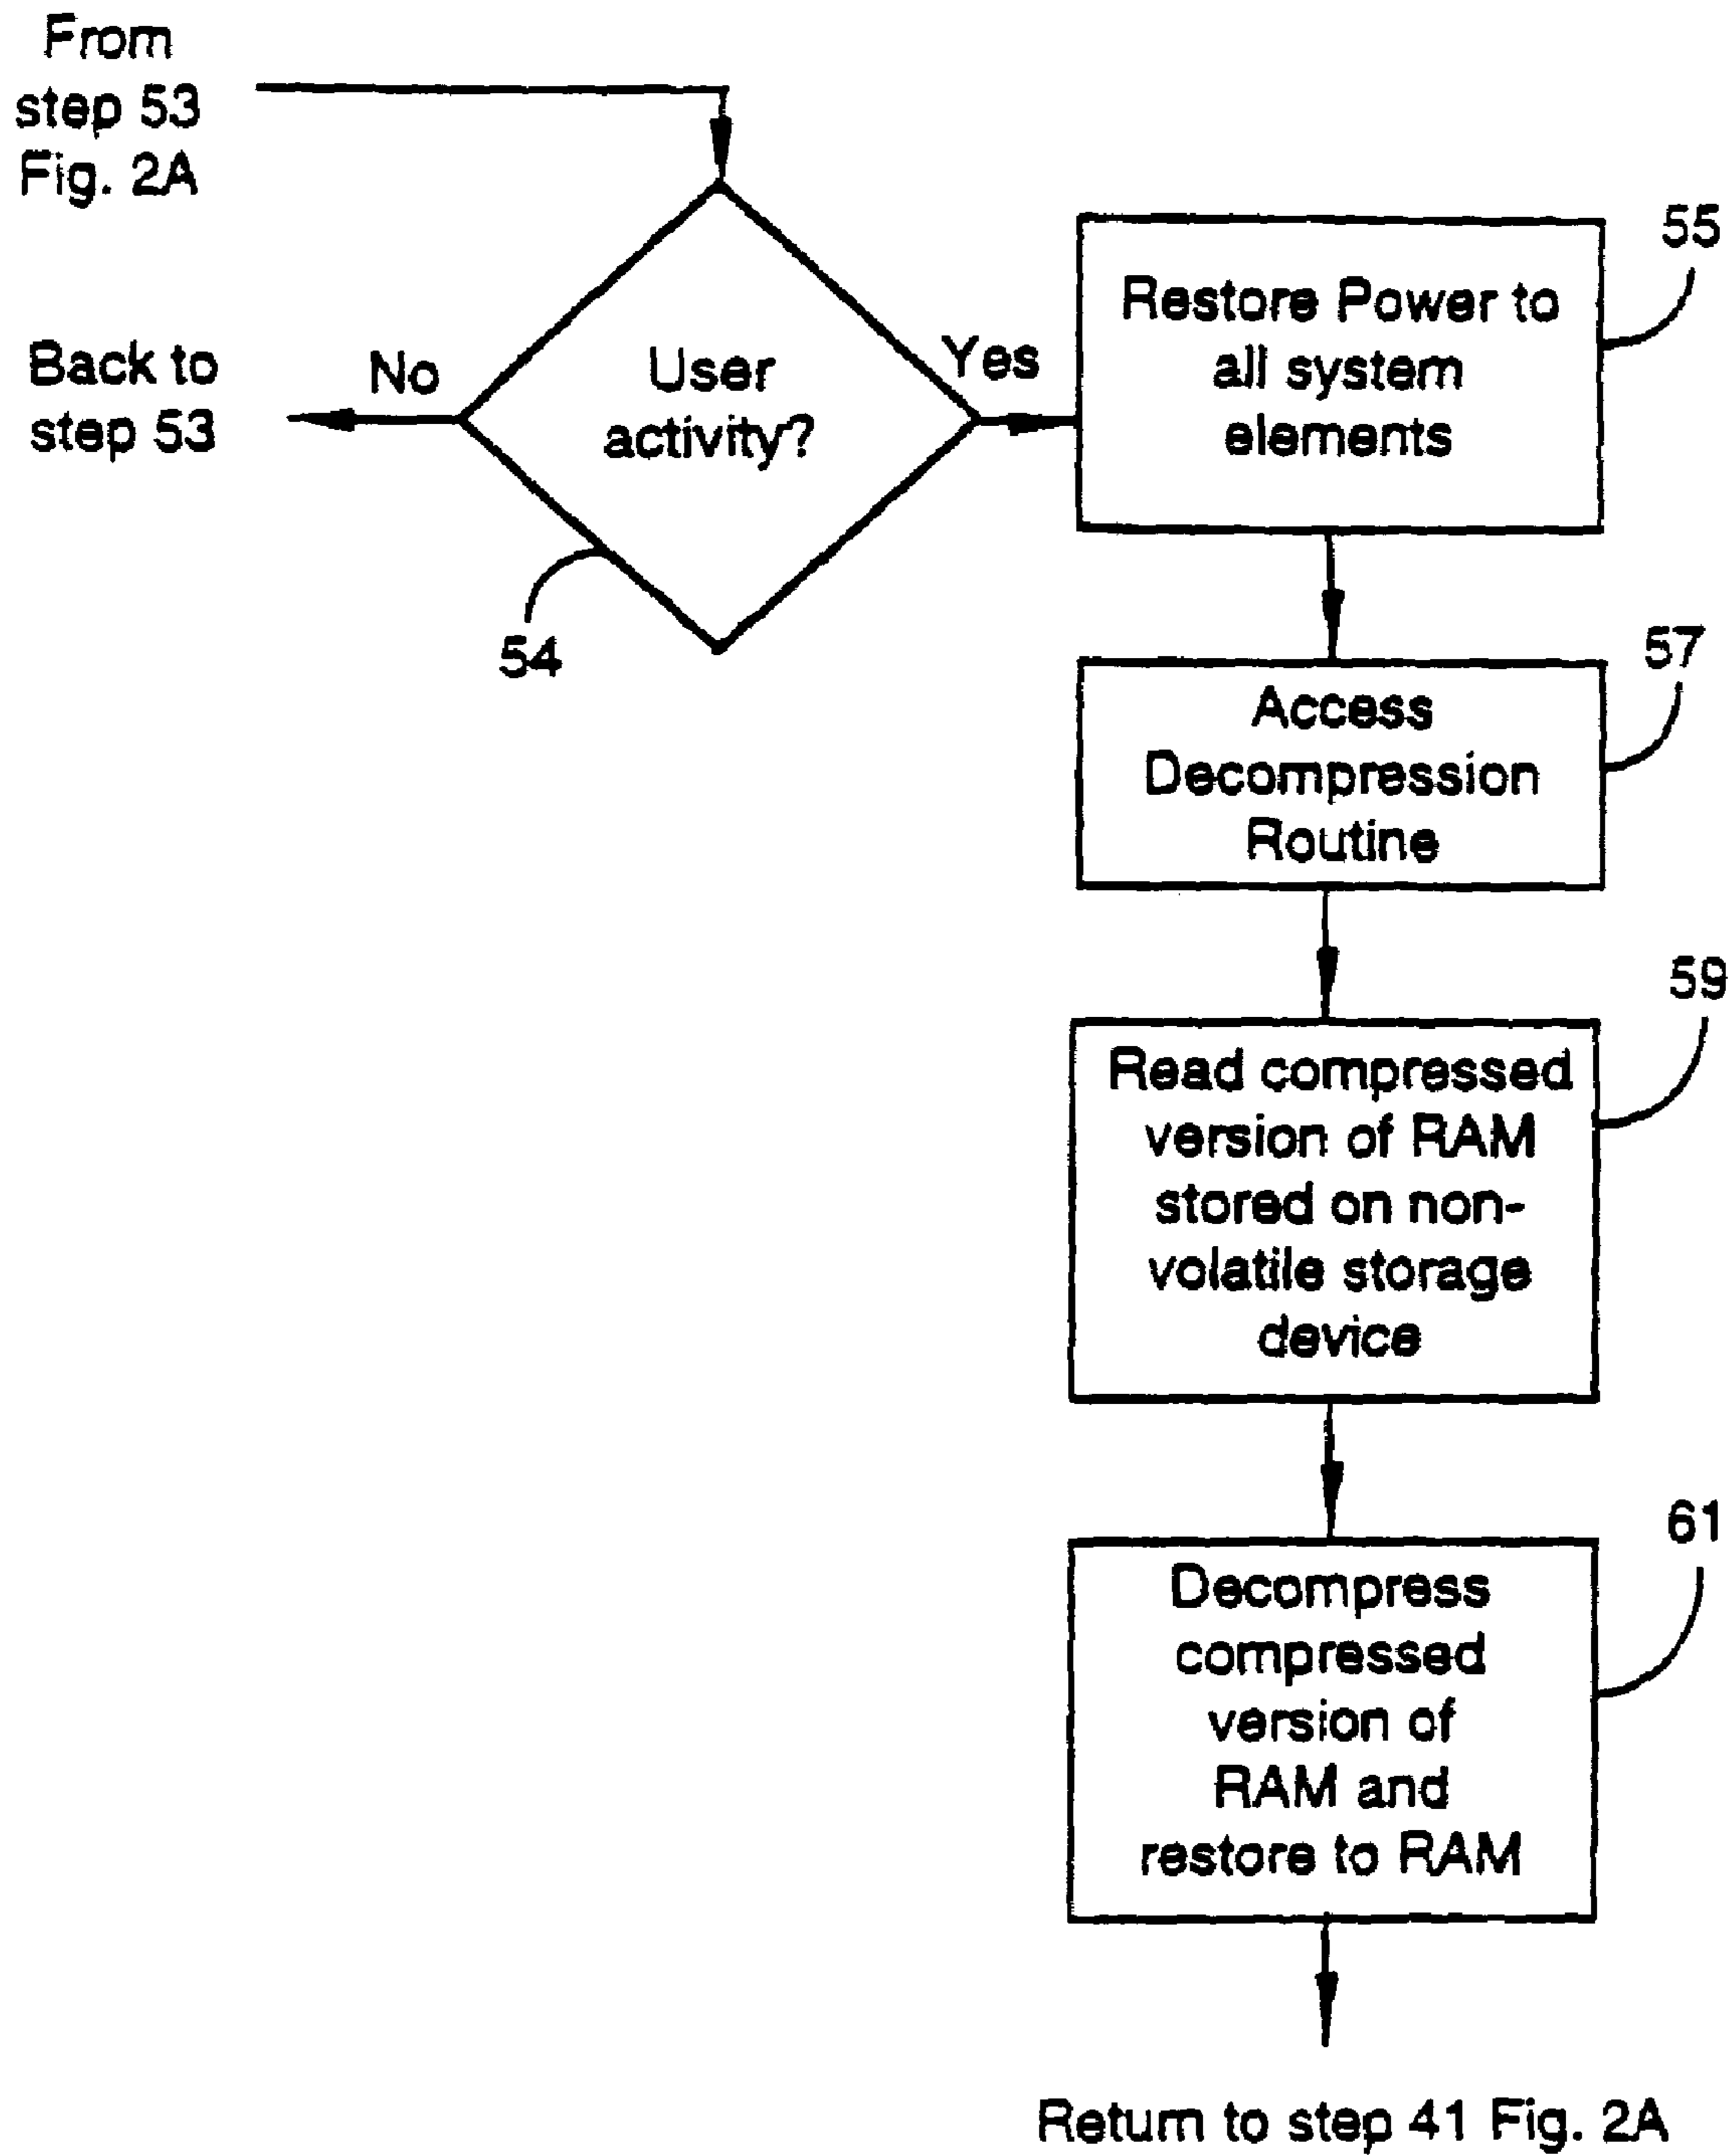 From
step 53
Fig. 2A
Back to
step 53
No
User
activity?
Yes
54
Restore Power to
all system
elements
55
Access
Decompression
Routine
57
Read compressed
version of RAM
stored on non-
volatile storage
device
59
Decompress
compressed
version of
RAM and
restore to RAM
61
Return to step 41 Fig. 2A